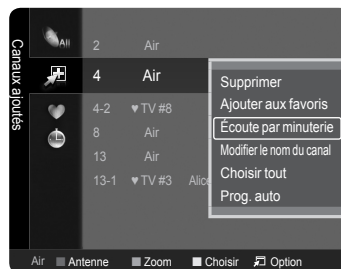 Canaux ajoutés
All
2 Air
4 Air
4-2 ♥ TV #8
8 Air
13 Air
13-1 ♥ TV #3 Alice
Supprimer
Ajouter aux favoris
Écoute par minuterie
Modifier le nom du canal
Choisir tout
Prog. auto
Air Antenne Zoom Choisir Option